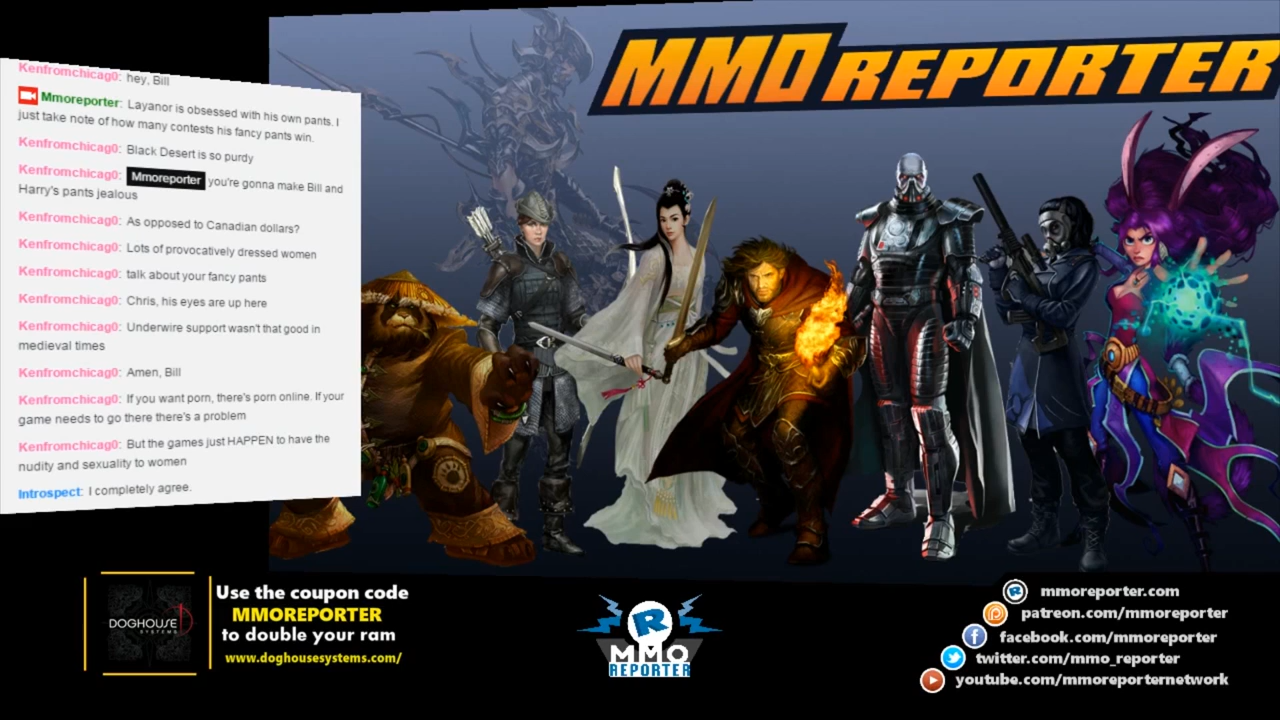 Kenfromchicag0: hey, Bill
Mmoreporter: Layanor is obsessed with his own pants. I
just take note of how many contests his fancy pants win.
Kenfromchicag0: Black Desert is so purdy
Kenfromchicag0: Mmoreporter you're gonna make Bill and
Harry's pants jealous
Kenfromchicag0: As opposed to Canadian dollars?
Kenfromchicag0: Lots of provocatively dressed women
Kenfromchicag0: talk about your fancy pants
Kenfromchicag0: Chris, his eyes are up here
Kenfromchicag0: Underwire support wasn't that good in
medieval times
Kenfromchicag0: Amen, Bill
Kenfromchicag0: If you want porn, there's porn online. If your
game needs to go there there's a problem
Kenfromchicag0: But the games just HAPPEN to have the
nudity and sexuality to women
Introspect: I completely agree.
MMO REPORTER
DOGHOUSE
SYSTEMS
Use the coupon code
MMOREPORTER
to double your ram
www.doghousesystems.com/
R
MMO
REPORTER
mmoreporter.com
patreon.com/mmoreporter
facebook.com/mmoreporter
twitter.com/mmo_reporter
youtube.com/mmoreporternetwork